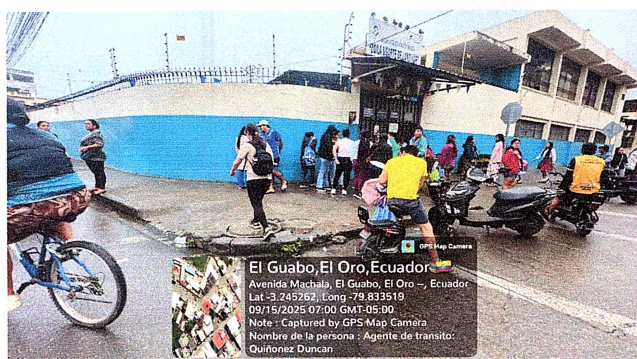 GPS Map Camera
El Guabo,El Oro,Ecuador
Avenida Machala, El Guabo, El Oro –, Ecuador
Lat -3.245262, Long -79.833519
09/15/2025 07:00 GMT-05:00
Note : Captured by GPS Map Camera
Nombre de la persona : Agente de transito:
Quiñonez Duncan